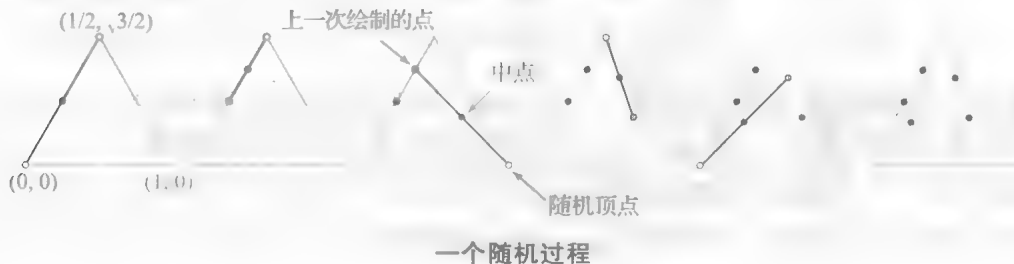 (1/2, √3/2)
上一次绘制的点
中点
(0, 0)
(1, 0)
随机顶点
一个随机过程